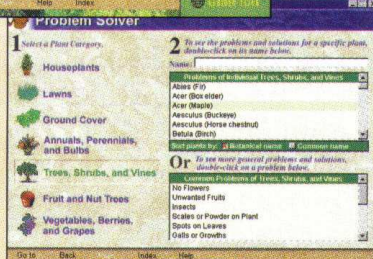 Help Index
Problem Solver
1 Select a Plant Category.
Houseplants
Lawns
Ground Cover
Annuals, Perennials,
and Bulbs
Trees, Shrubs, and Vines
Fruit and Nut Trees
Vegetables, Berries,
and Grapes
2 To see the problems and solutions for a specific plant,
double-click on its name below.
Name:
Problems of Individual Trees, Shrubs, and Vines
Abies (Fir)
Acer (Box elder)
Acer (Maple)
Aesculus (Buckeye)
Aesculus (Horse chestnut)
Betula (Birch)
Sort plants by: Botanical name Common name
Or To see more general problems and solutions,
double-click on a problem below.
Common Problems of Trees, Shrubs, and Vines
No Flowers
Unwanted Fruits
Insects
Scales or Powder on Plant
Spots on Leaves
Galls or Growths
Go to Back Index Help